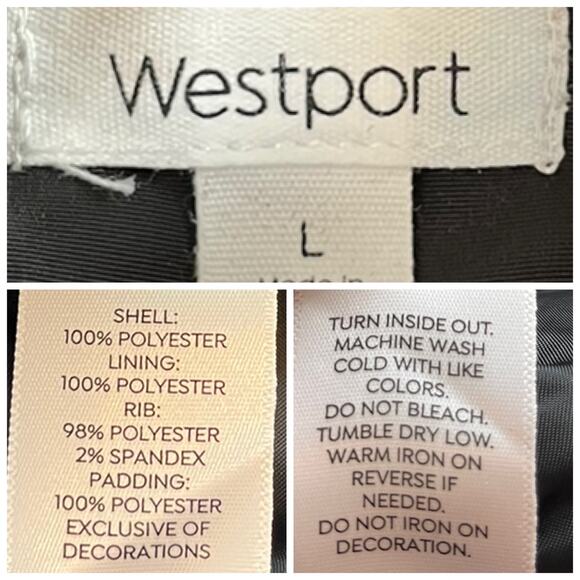 Westport
L
Made in
SHELL:
100% POLYESTER
LINING:
100% POLYESTER
RIB:
98% POLYESTER
2% SPANDEX
PADDING:
100% POLYESTER
EXCLUSIVE OF
DECORATIONS
TURN INSIDE OUT.
MACHINE WASH
COLD WITH LIKE
COLORS.
DO NOT BLEACH.
TUMBLE DRY LOW.
WARM IRON ON
REVERSE IF
NEEDED.
DO NOT IRON ON
DECORATION.